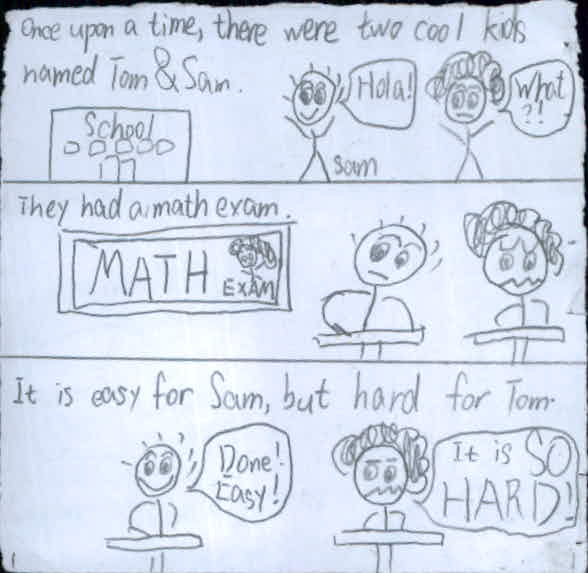 Once upon a time, there were two cool kids
named Tom & Sam.
School
Hola!
What
?!
Sam
They had a math exam.
MATH
EXAM
It is easy for Sam, but hard for Tom.
Done!
Easy!
It is SO
HARD!